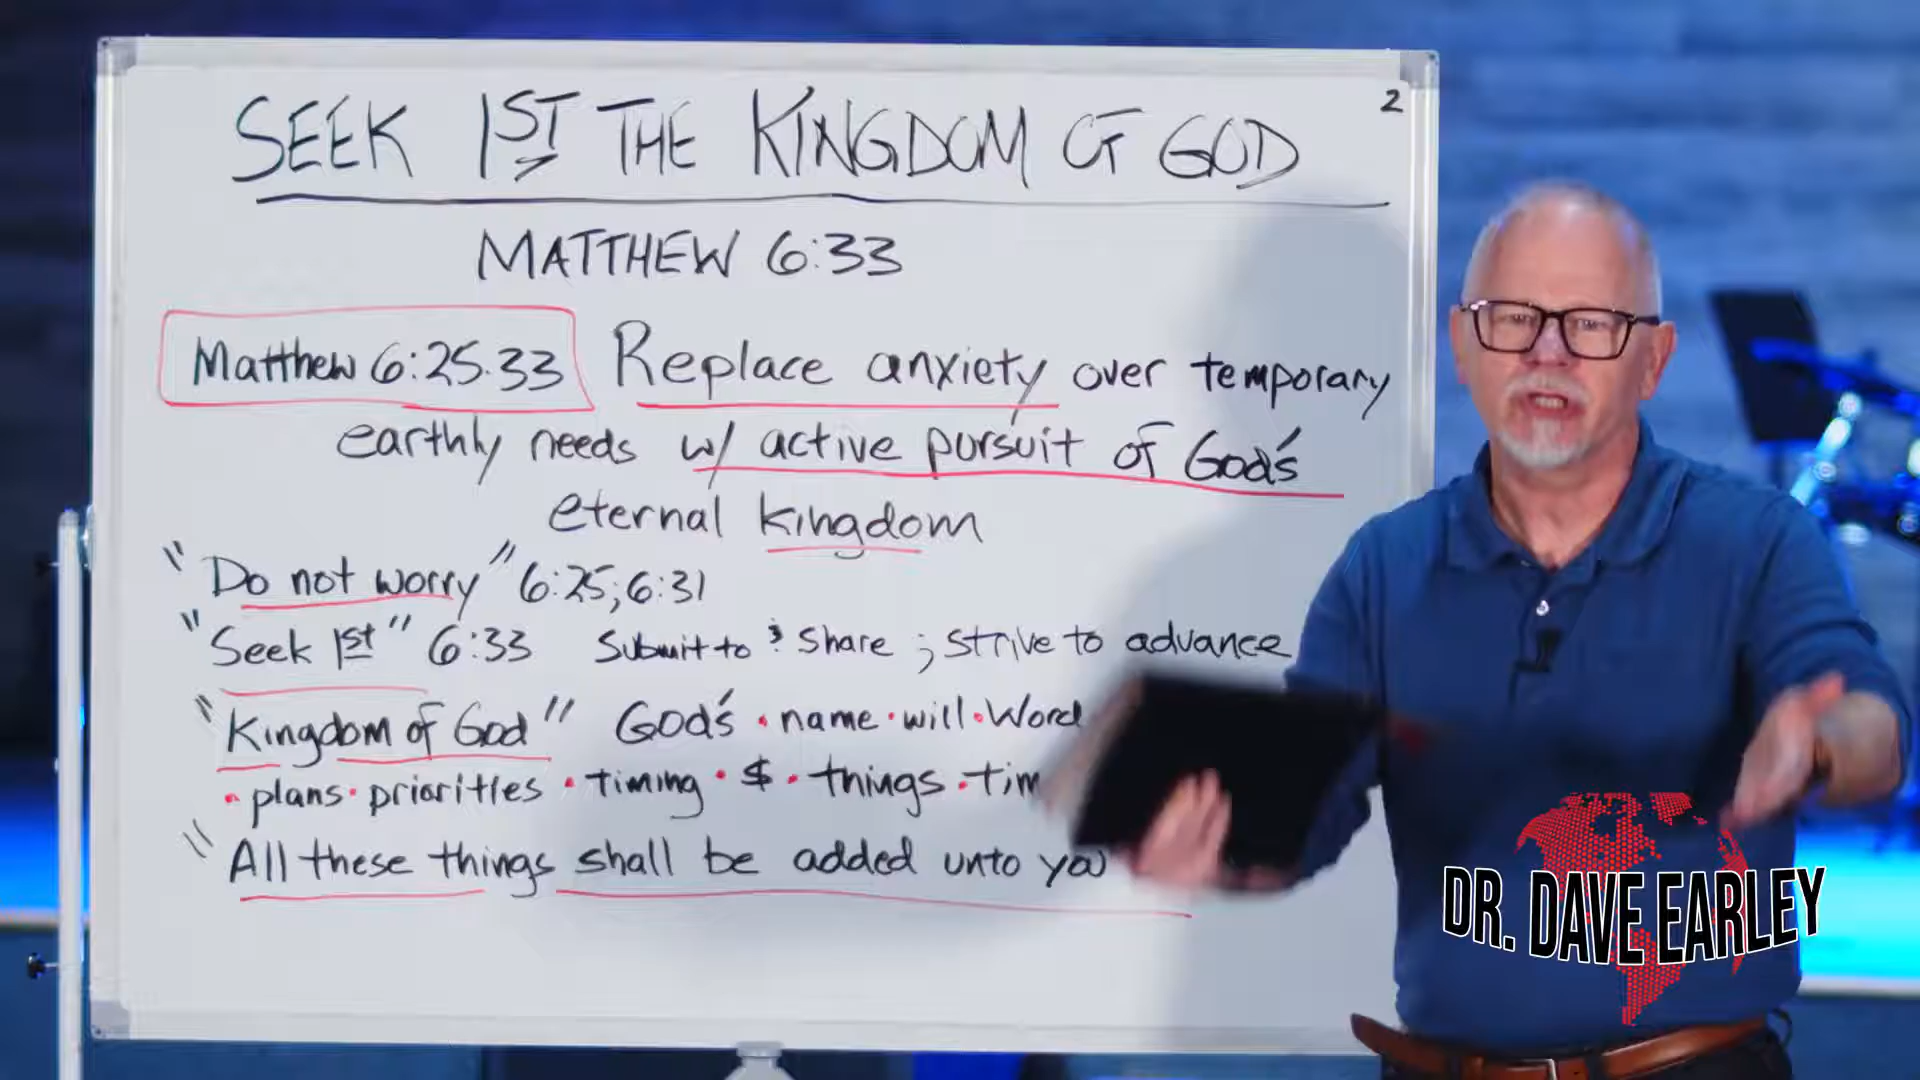 2
SEEK 1ST THE KINGDOM OF GOD
MATTHEW 6:33
Matthew 6:25-33 Replace anxiety over temporary
earthly needs w/ active pursuit of God's
eternal kingdom
"Do not worry" 6:25; 6:31
"Seek 1st" 6:33 Submit to & Share ; strive to advance
"Kingdom of God" God's • name • will • Word
• plans • priorities • timing • $ • things •
"All these things shall be added unto you
DR. DAVE EARLEY